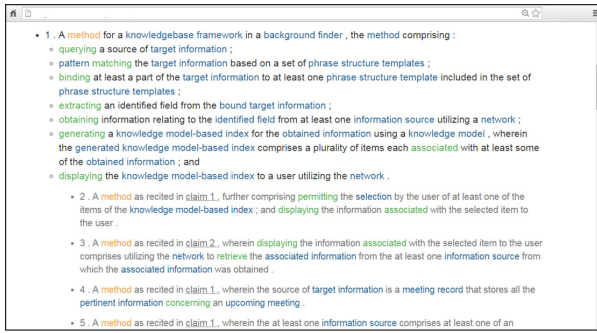 1 . A method for a knowledgebase framework in a background finder , the method comprising :
querying a source of target information ;
pattern matching the target information based on a set of phrase structure templates ;
binding at least a part of the target information to at least one phrase structure template included in the set of
phrase structure templates ;
extracting an identified field from the bound target information ;
obtaining information relating to the identified field from at least one information source utilizing a network ;
generating a knowledge model-based index for the obtained information using a knowledge model , wherein
the generated knowledge model-based index comprises a plurality of items each associated with at least some
of the obtained information ; and
displaying the knowledge model-based index to a user utilizing the network .
2 . A method as recited in claim 1 , further comprising permitting the selection by the user of at least one of the
items of the knowledge model-based index ; and displaying the information associated with the selected item to
the user .
3 . A method as recited in claim 2 , wherein displaying the information associated with the selected item to the user
comprises utilizing the network to retrieve the associated information from the at least one information source from
which the associated information was obtained .
4 . A method as recited in claim 1 , wherein the source of target information is a meeting record that stores all the
pertinent information concerning an upcoming meeting .
5 . A method as recited in claim 1 , wherein the at least one information source comprises at least one of an